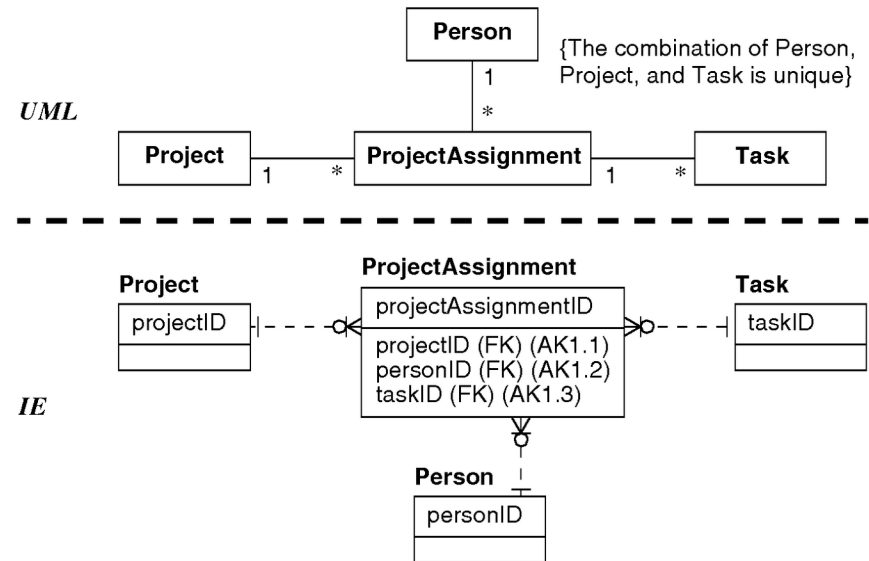 Person
{The combination of Person,
Project, and Task is unique}
1
*
UML
Project
1
*
ProjectAssignment
1
*
Task
ProjectAssignment
Project
Task
projectID
projectAssignmentID
taskID
projectID (FK) (AK1.1)
personID (FK) (AK1.2)
taskID (FK) (AK1.3)
IE
Person
personID